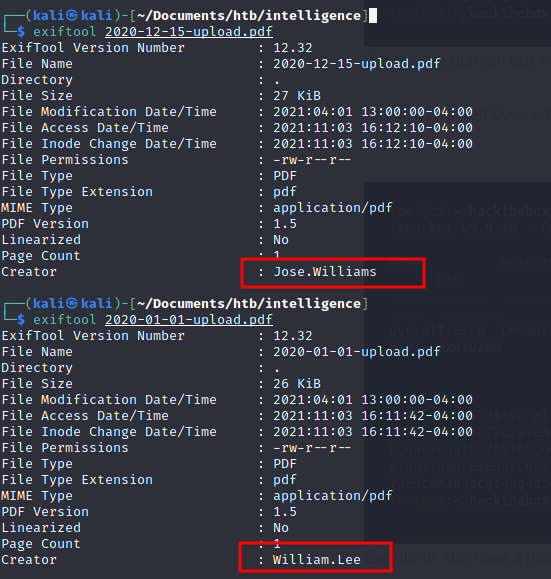 ┌──(kali㉿kali)-[~/Documents/htb/intelligence]
└─$ exiftool 2020-12-15-upload.pdf
ExifTool Version Number : 12.32
File Name : 2020-12-15-upload.pdf
Directory : .
File Size : 27 KiB
File Modification Date/Time : 2021:04:01 13:00:00-04:00
File Access Date/Time : 2021:11:03 16:12:10-04:00
File Inode Change Date/Time : 2021:11:03 16:12:10-04:00
File Permissions : -rw-r--r--
File Type : PDF
File Type Extension : pdf
MIME Type : application/pdf
PDF Version : 1.5
Linearized : No
Page Count : 1
Creator : Jose.Williams
┌──(kali㉿kali)-[~/Documents/htb/intelligence]
└─$ exiftool 2020-01-01-upload.pdf
ExifTool Version Number : 12.32
File Name : 2020-01-01-upload.pdf
Directory : .
File Size : 26 KiB
File Modification Date/Time : 2021:04:01 13:00:00-04:00
File Access Date/Time : 2021:11:03 16:11:42-04:00
File Inode Change Date/Time : 2021:11:03 16:11:42-04:00
File Permissions : -rw-r--r--
File Type : PDF
File Type Extension : pdf
MIME Type : application/pdf
PDF Version : 1.5
Linearized : No
Page Count : 1
Creator : William.Lee